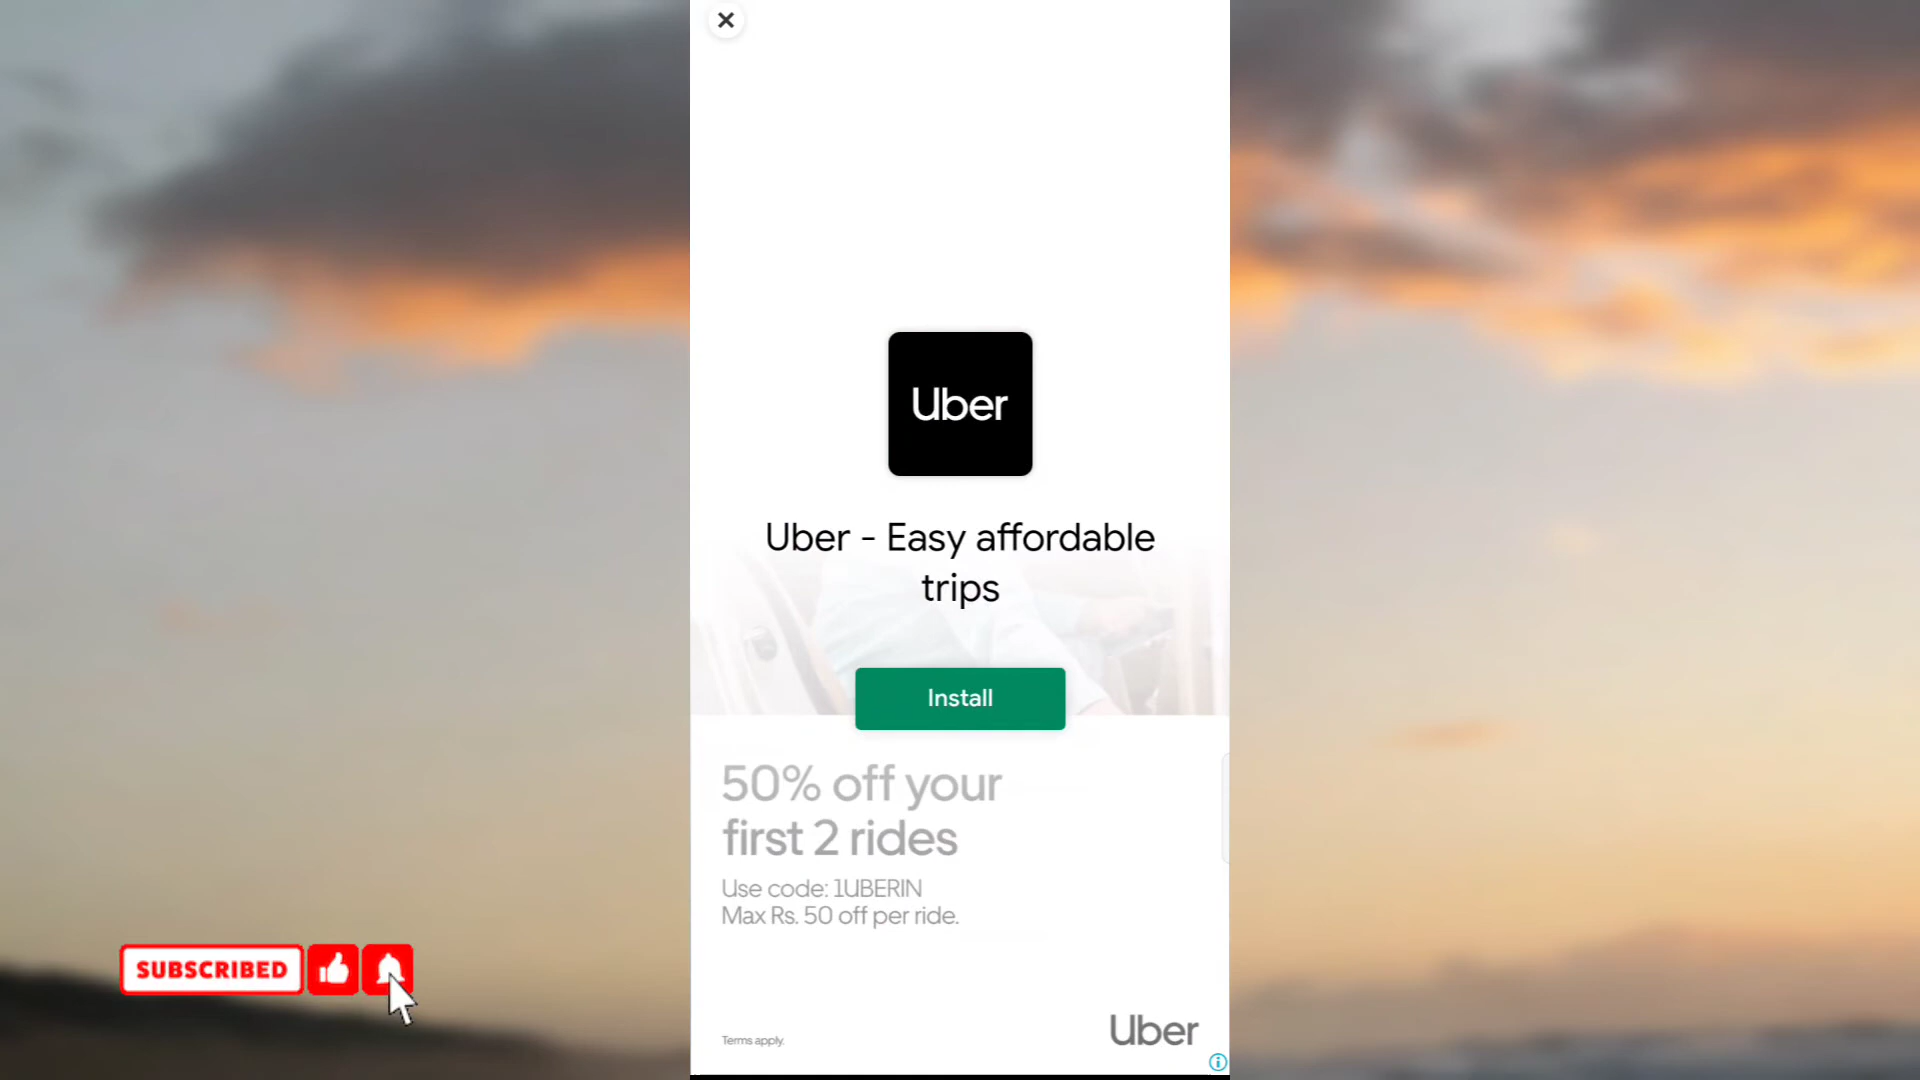 Uber
Uber - Easy affordable
trips
Install
50% off your
first 2 rides
Use code: 1UBERIN
Max Rs. 50 off per ride.
SUBSCRIBED
Terms apply.
Uber